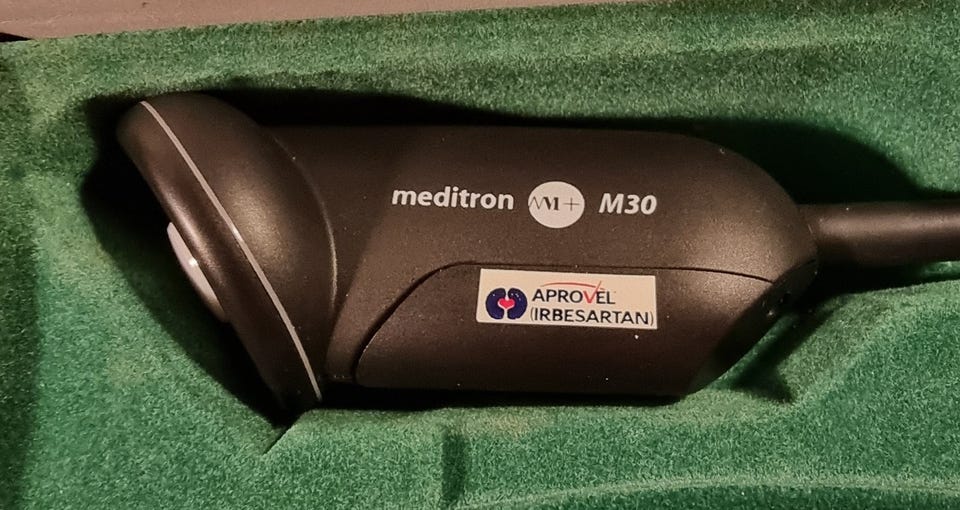 meditron M+ M30
APROVEL
(IRBESARTAN)